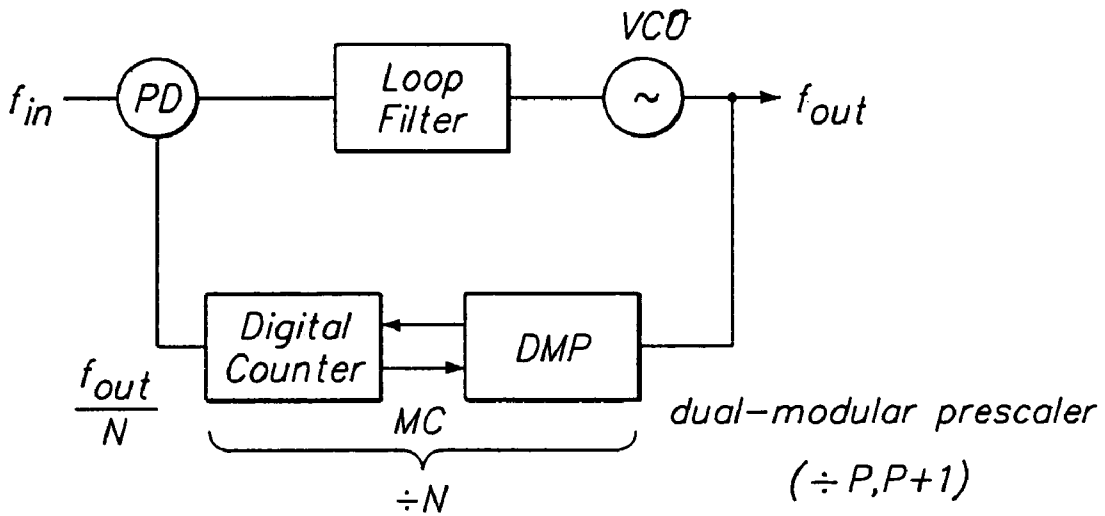 VCO
f_in
PD
Loop
Filter
~
f_out
Digital
Counter
DMP
f_out
N
MC
÷N
dual-modular prescaler
(÷P,P+1)